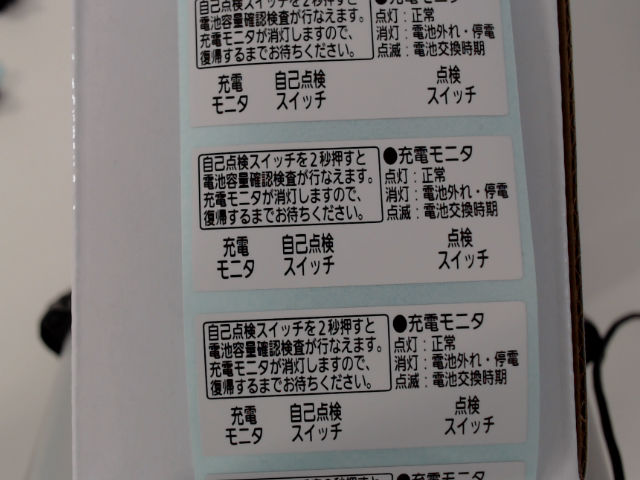 自己点検スイッチを2秒押すと
電池容量確認検査が行なえます。
充電モニタが消灯しますので、
復帰するまでお待ちください。
●充電モニタ
点灯：正常
消灯：電池外れ・停電
点滅：電池交換時期
充電
モニタ
自己点検
スイッチ
点検
スイッチ
自己点検スイッチを2秒押すと
電池容量確認検査が行なえます。
充電モニタが消灯しますので、
復帰するまでお待ちください。
●充電モニタ
点灯：正常
消灯：電池外れ・停電
点滅：電池交換時期
充電
モニタ
自己点検
スイッチ
点検
スイッチ
自己点検スイッチを2秒押すと
電池容量確認検査が行なえます。
充電モニタが消灯しますので、
復帰するまでお待ちください。
●充電モニタ
点灯：正常
消灯：電池外れ・停電
点滅：電池交換時期
充電
モニタ
自己点検
スイッチ
点検
スイッチ
●充電モニタ